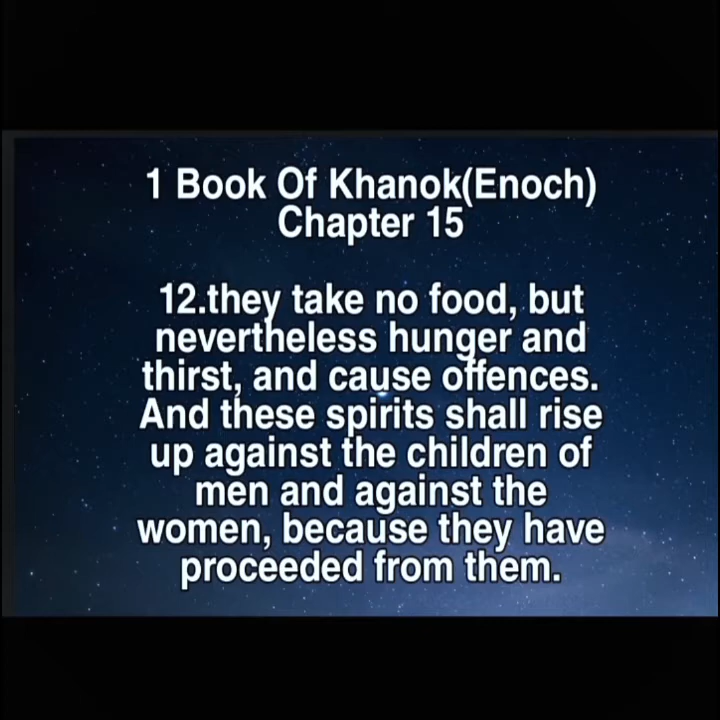 1 Book Of Khanok(Enoch)
Chapter 15
12.they take no food, but
nevertheless hunger and
thirst, and cause offences.
And these spirits shall rise
up against the children of
men and against the
women, because they have
proceeded from them.